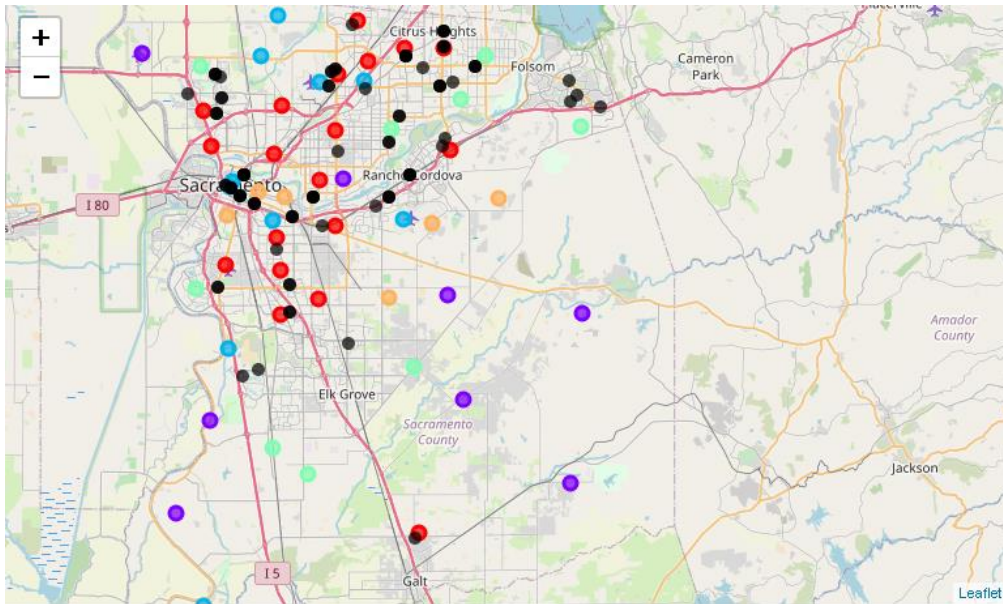 Placerville
+
−
Citrus Heights
Folsom
Cameron
Park
Rancho Cordova
Sacramento
I 80
Amador
County
Elk Grove
Sacramento
County
Jackson
I 5
Galt
Leaflet